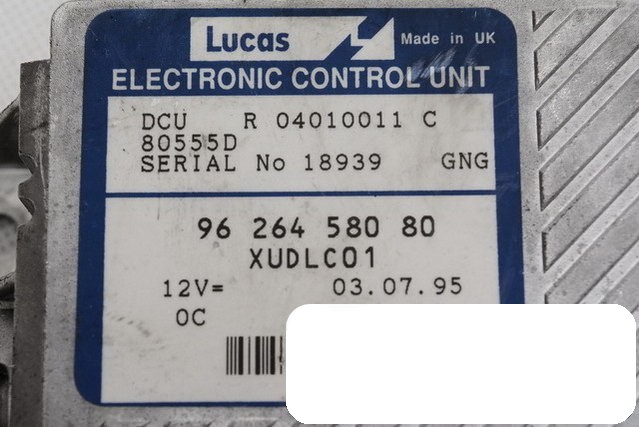 Lucas Made in UK
ELECTRONIC CONTROL UNIT
DCU R 04010011 C
80555D
SERIAL No 18939 GNG
96 264 580 80
XUDLC01
12V= 03.07.95
0C